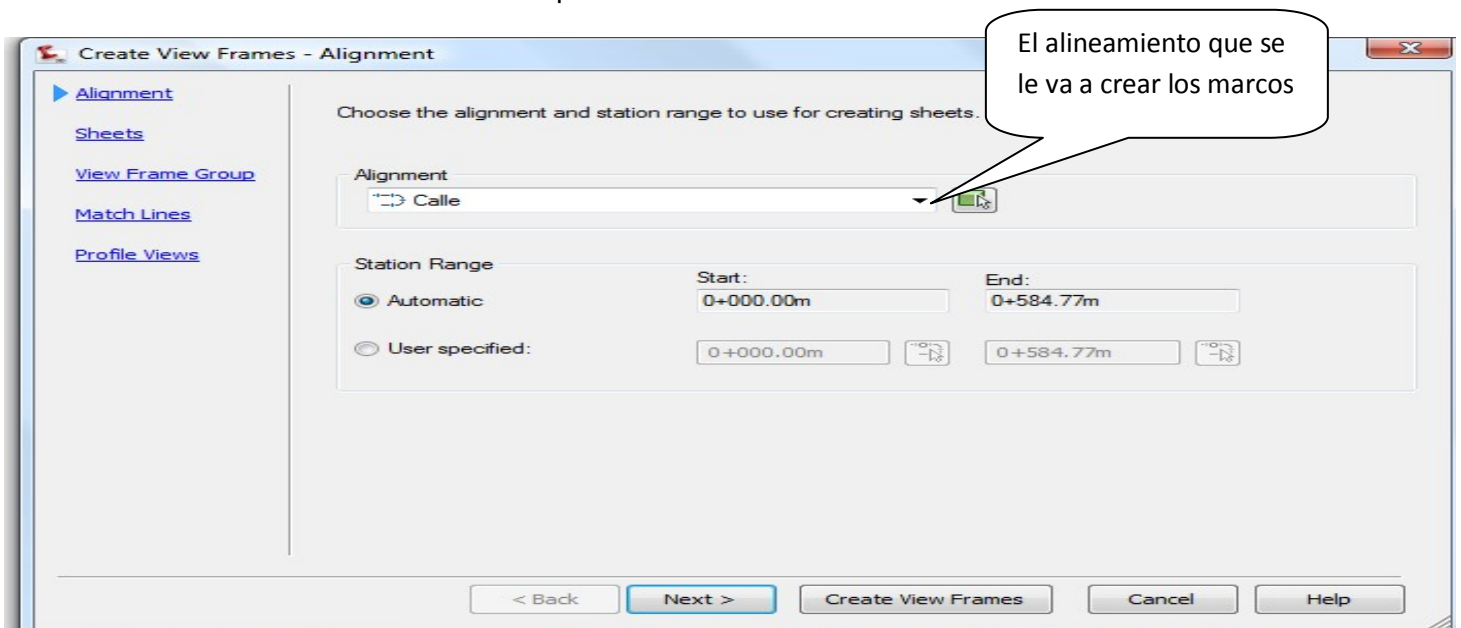 Create View Frames - Alignment
El alineamiento que se
le va a crear los marcos
Alignment
Sheets
View Frame Group
Match Lines
Profile Views
Choose the alignment and station range to use for creating sheets.
Alignment
Calle
Station Range
Start:
End:
Automatic
0+000.00m
0+584.77m
User specified:
0+000.00m
0+584.77m
< Back
Next >
Create View Frames
Cancel
Help